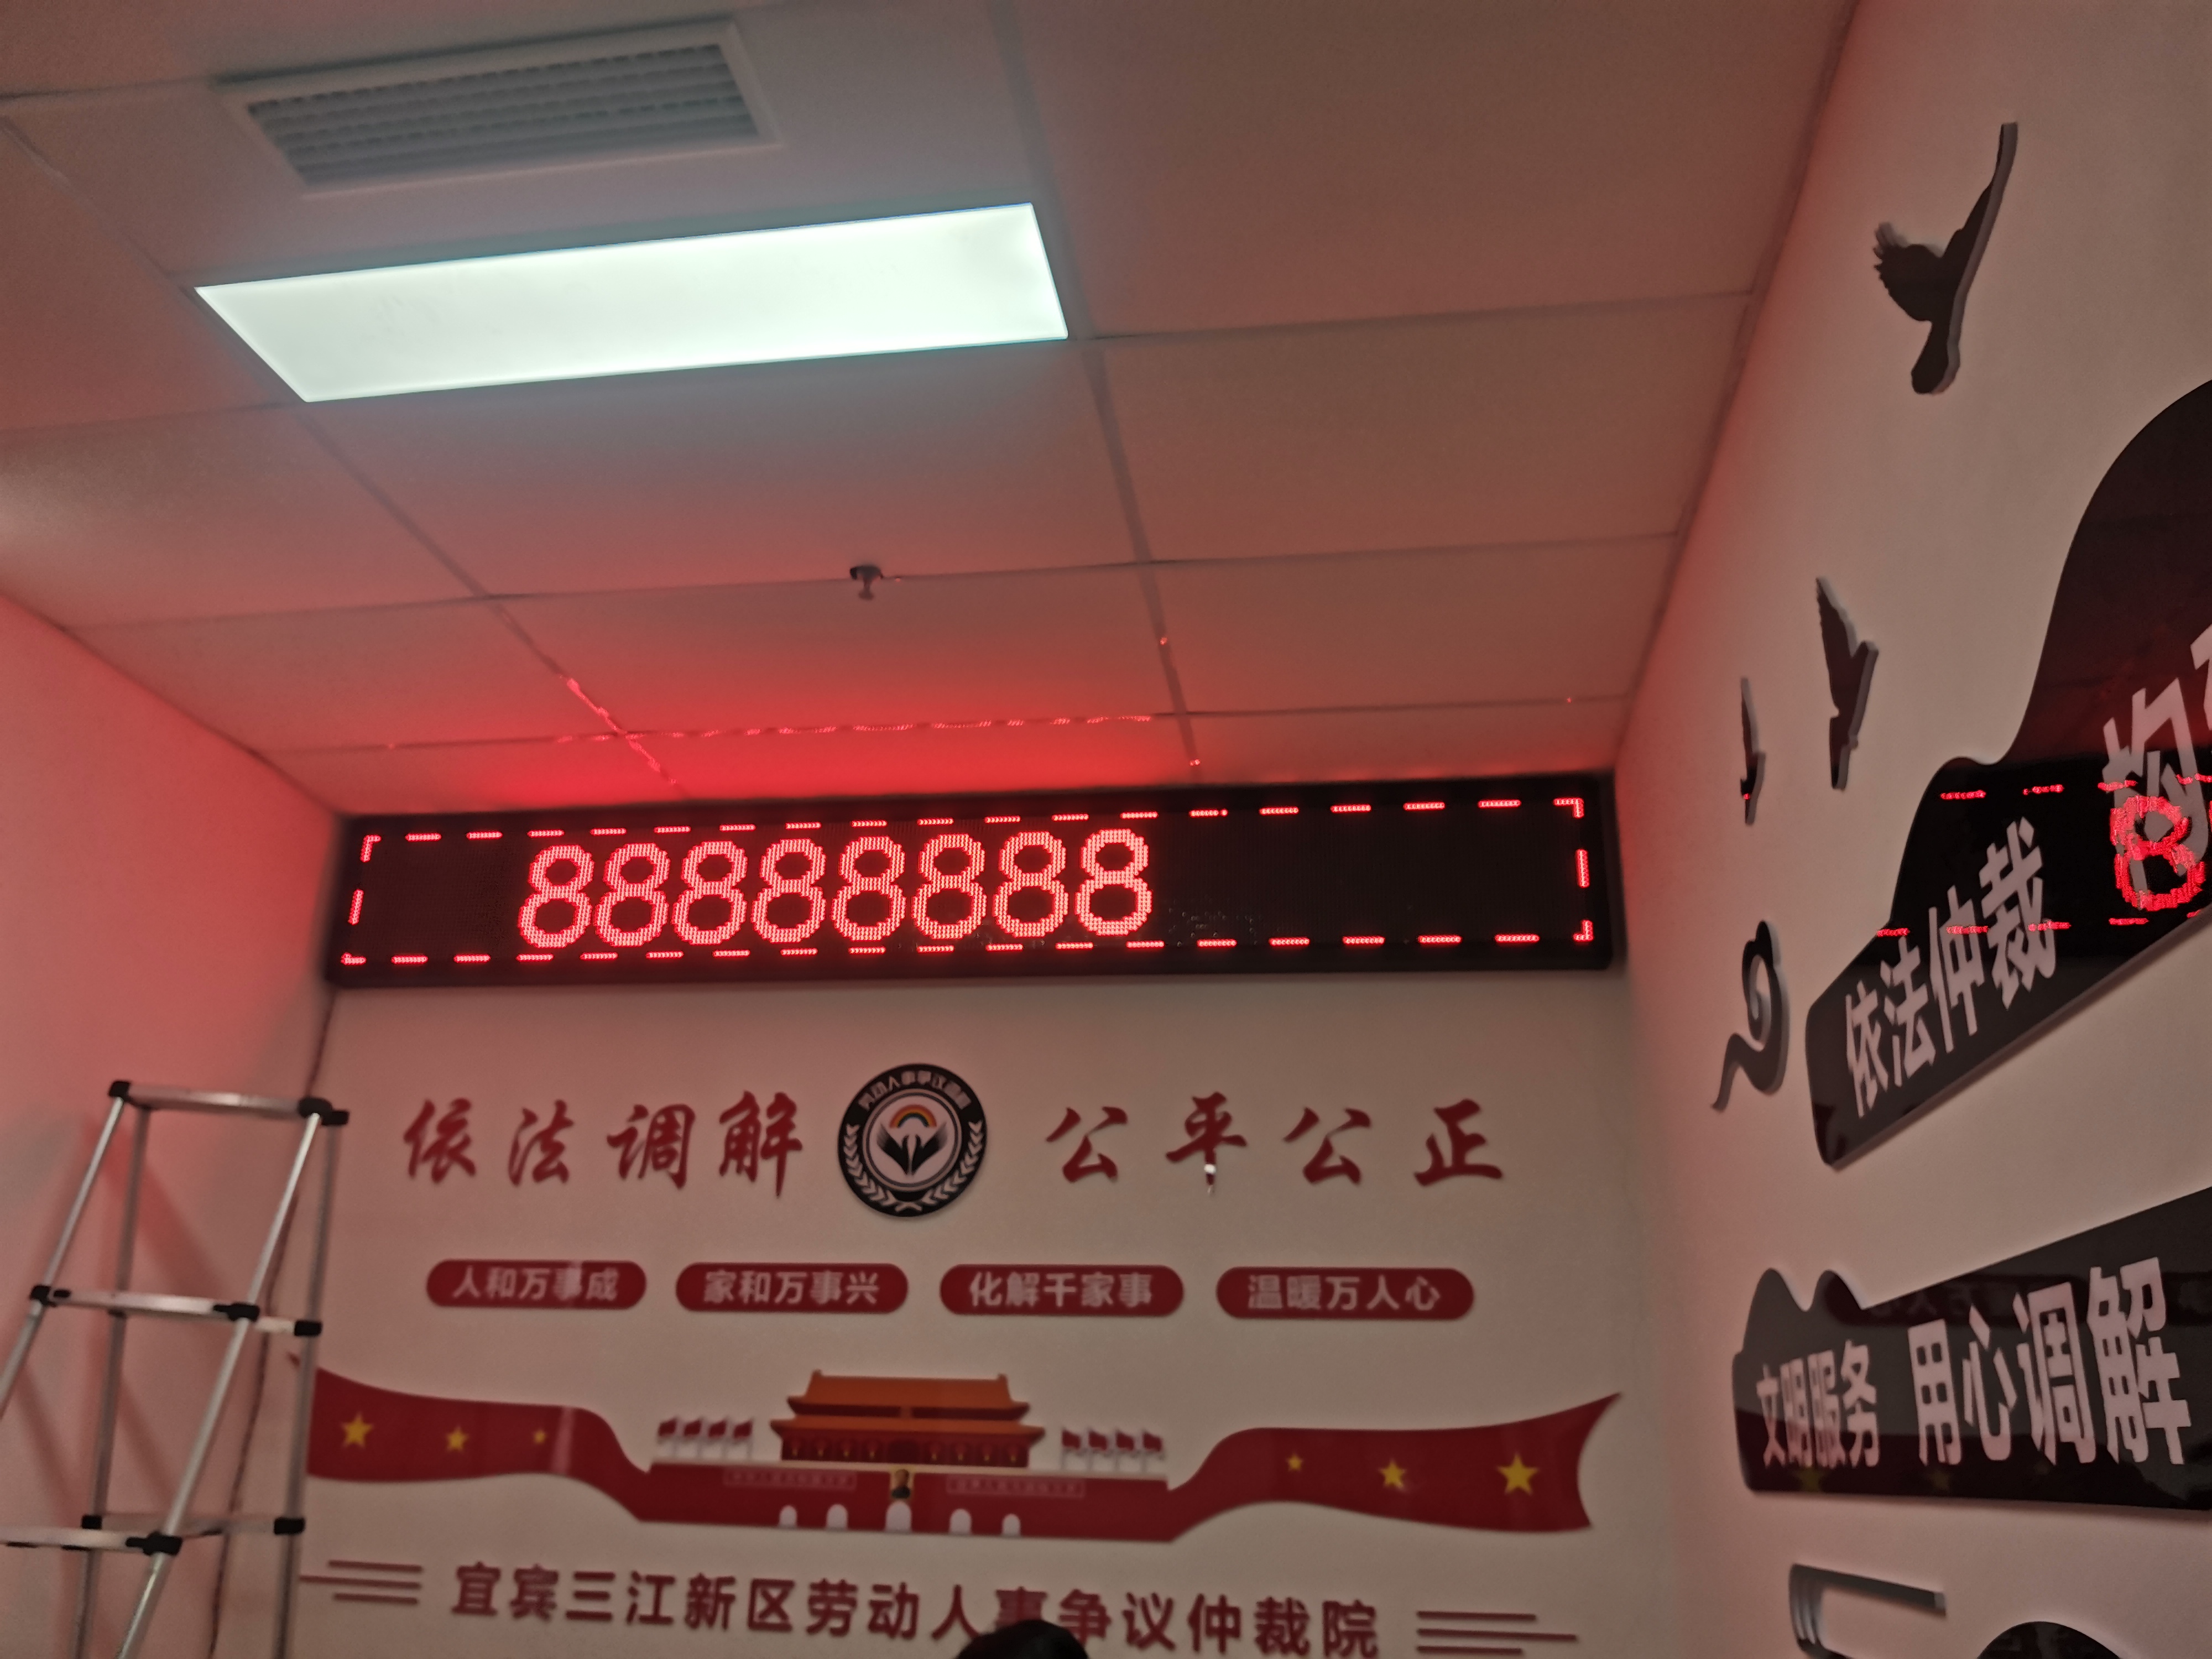 88888888
依法调解 公平公正
人和万事成 家和万事兴 化解千家事 温暖万人心
宜宾三江新区劳动人事争议仲裁院
依法仲裁
文明服务 用心调解